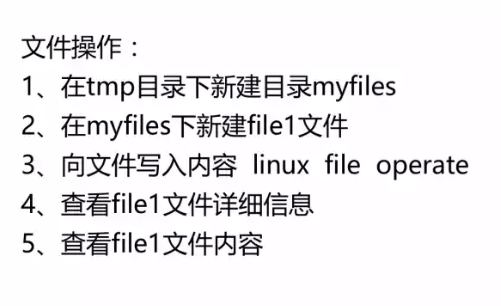 文件操作：
1、在tmp目录下新建目录myfiles
2、在myfiles下新建file1文件
3、向文件写入内容  linux  file  operate
4、查看file1文件详细信息
5、查看file1文件内容